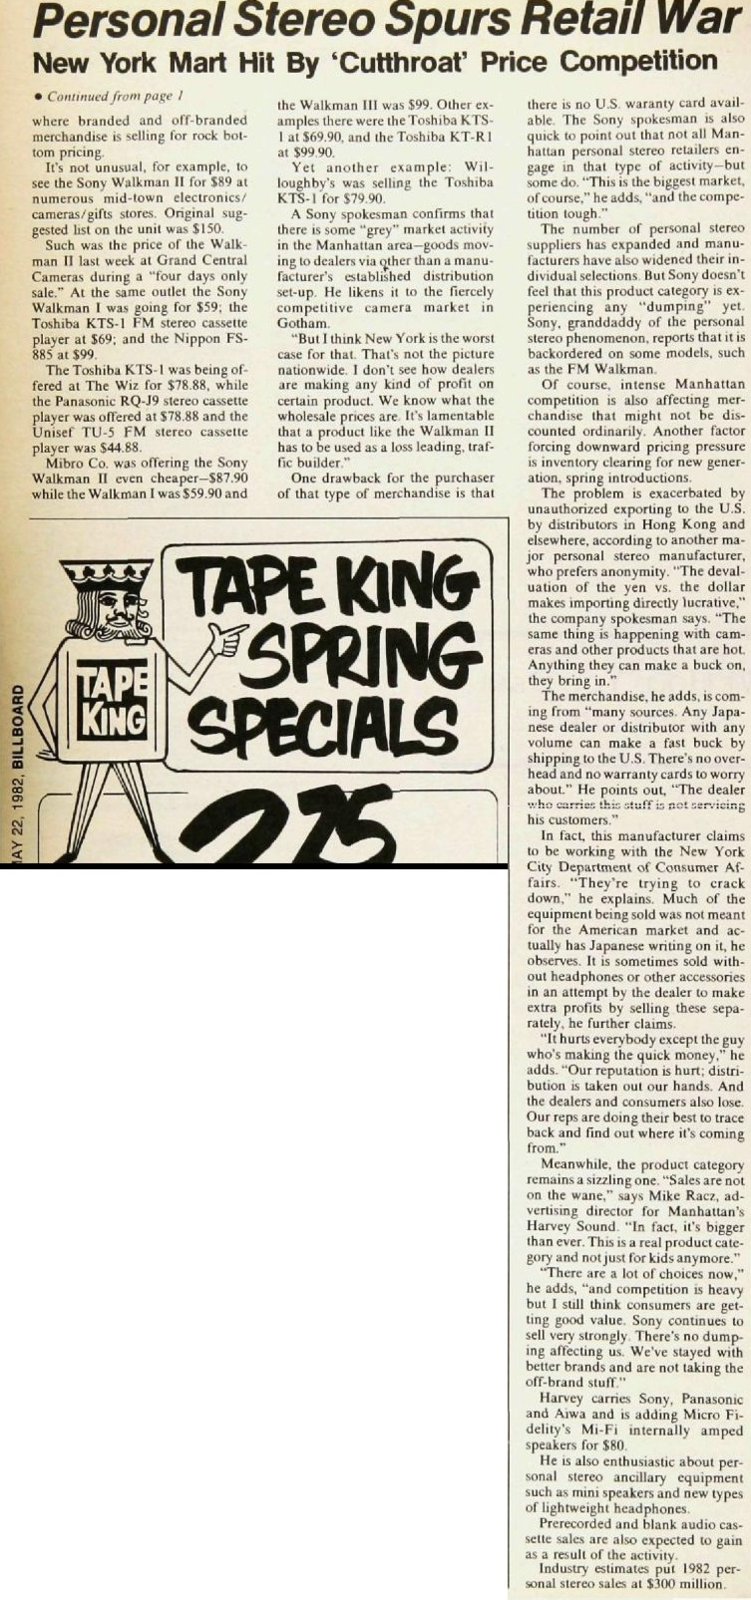 Personal Stereo Spurs Retail War
New York Mart Hit By ‘Cutthroat’ Price Competition
• Continued from page 1
where branded and off-branded
merchandise is selling for rock bot-
tom pricing.
It's not unusual, for example, to
see the Sony Walkman II for $89 at
numerous mid-town electronics/
cameras/gifts stores. Original sug-
gested list on the unit was $150.
Such was the price of the Walk-
man II last week at Grand Central
Cameras during a “four days only
sale.” At the same outlet the Sony
Walkman I was going for $59; the
Toshiba KTS-1 FM stereo cassette
player at $69; and the Nippon FS-
885 at $99.
The Toshiba KTS-1 was being of-
fered at The Wiz for $78.88, while
the Panasonic RQ-J9 stereo cassette
player was offered at $78.88 and the
Unisef TU-5 FM stereo cassette
player was $44.88.
Mibro Co. was offering the Sony
Walkman II even cheaper—$87.90
while the Walkman I was $59.90 and
the Walkman III was $99. Other ex-
amples there were the Toshiba KTS-
1 at $69.90, and the Toshiba KT-R1
at $99.90.
Yet another example: Wil-
loughby's was selling the Toshiba
KTS-1 for $79.90.
A Sony spokesman confirms that
there is some “grey” market activity
in the Manhattan area—goods mov-
ing to dealers via other than a manu-
facturer's established distribution
set-up. He likens it to the fiercely
competitive camera market in
Gotham.
“But I think New York is the worst
case for that. That's not the picture
nationwide. I don't see how dealers
are making any kind of profit on
certain product. We know what the
wholesale prices are. It's lamentable
that a product like the Walkman II
has to be used as a loss leading, traf-
fic builder.”
One drawback for the purchaser
of that type of merchandise is that
there is no U.S. waranty card avail-
able. The Sony spokesman is also
quick to point out that not all Man-
hattan personal stereo retailers en-
gage in that type of activity—but
some do. “This is the biggest market,
of course,” he adds, “and the compe-
tition tough.”
The number of personal stereo
suppliers has expanded and manu-
facturers have also widened their in-
dividual selections. But Sony doesn't
feel that this product category is ex-
periencing any “dumping” yet.
Sony, granddaddy of the personal
stereo phenomenon, reports that it is
backordered on some models, such
as the FM Walkman.
Of course, intense Manhattan
competition is also affecting mer-
chandise that might not be dis-
counted ordinarily. Another factor
forcing downward pricing pressure
is inventory clearing for new gener-
ation, spring introductions.
The problem is exacerbated by
unauthorized exporting to the U.S.
by distributors in Hong Kong and
elsewhere, according to another ma-
jor personal stereo manufacturer,
who prefers anonymity. “The deval-
uation of the yen vs. the dollar
makes importing directly lucrative,”
the company spokesman says. “The
same thing is happening with cam-
eras and other products that are hot.
Anything they can make a buck on,
they bring in.”
The merchandise, he adds, is com-
ing from “many sources. Any Japa-
nese dealer or distributor with any
volume can make a fast buck by
shipping to the U.S. There's no over-
head and no warranty cards to worry
about.” He points out, “The dealer
who carries this stuff is not servicing
his customers.”
In fact, this manufacturer claims
to be working with the New York
City Department of Consumer Af-
fairs. “They're trying to crack
down,” he explains. Much of the
equipment being sold was not meant
for the American market and ac-
tually has Japanese writing on it, he
observes. It is sometimes sold with-
out headphones or other accessories
in an attempt by the dealer to make
extra profits by selling these sepa-
rately, he further claims.
“It hurts everybody except the guy
who's making the quick money,” he
adds. “Our reputation is hurt; distri-
bution is taken out our hands. And
the dealers and consumers also lose.
Our reps are doing their best to trace
back and find out where it's coming
from.”
Meanwhile, the product category
remains a sizzling one. “Sales are not
on the wane,” says Mike Racz, ad-
vertising director for Manhattan's
Harvey Sound. “In fact, it's bigger
than ever. This is a real product cate-
gory and not just for kids anymore.”
“There are a lot of choices now,”
he adds, “and competition is heavy
but I still think consumers are get-
ting good value. Sony continues to
sell very strongly. There's no dump-
ing affecting us. We've stayed with
better brands and are not taking the
off-brand stuff.”
Harvey carries Sony, Panasonic
and Aiwa and is adding Micro Fi-
delity's Mi-Fi internally amped
speakers for $80.
He is also enthusiastic about per-
sonal stereo ancillary equipment
such as mini speakers and new types
of lightweight headphones.
Prerecorded and blank audio cas-
sette sales are also expected to gain
as a result of the activity.
Industry estimates put 1982 per-
sonal stereo sales at $300 million.
TAPE KING
SPRING
SPECIALS
TAPE
KING
275
AY 22, 1982, BILLBOARD